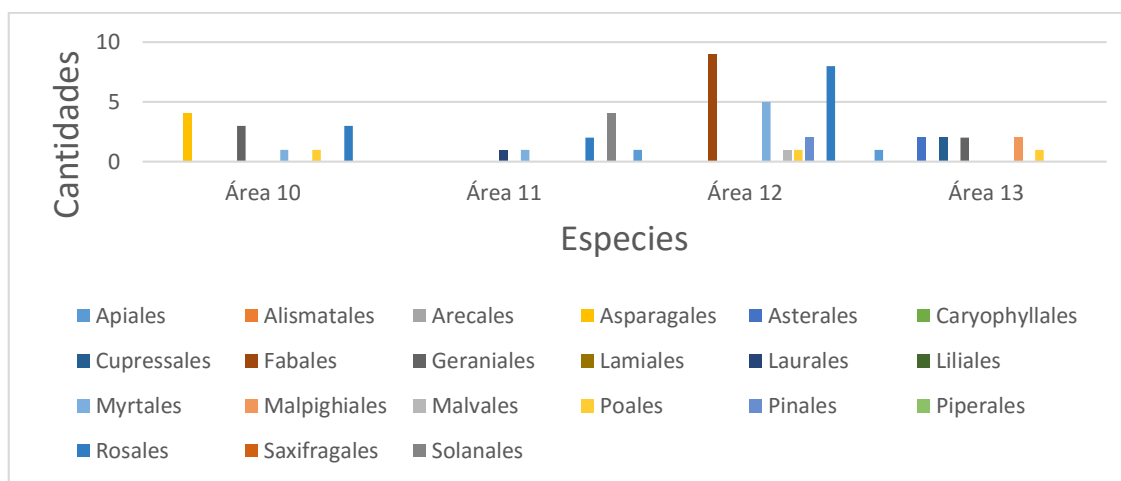 10
5
0
Cantidades
Área 10 Área 11 Área 12 Área 13
Especies
Apiales Alismatales Arecales Asparagales Asterales Caryophyllales
Cupressales Fabales Geraniales Lamiales Laurales Liliales
Myrtales Malpighiales Malvales Poales Pinales Piperales
Rosales Saxifragales Solanales